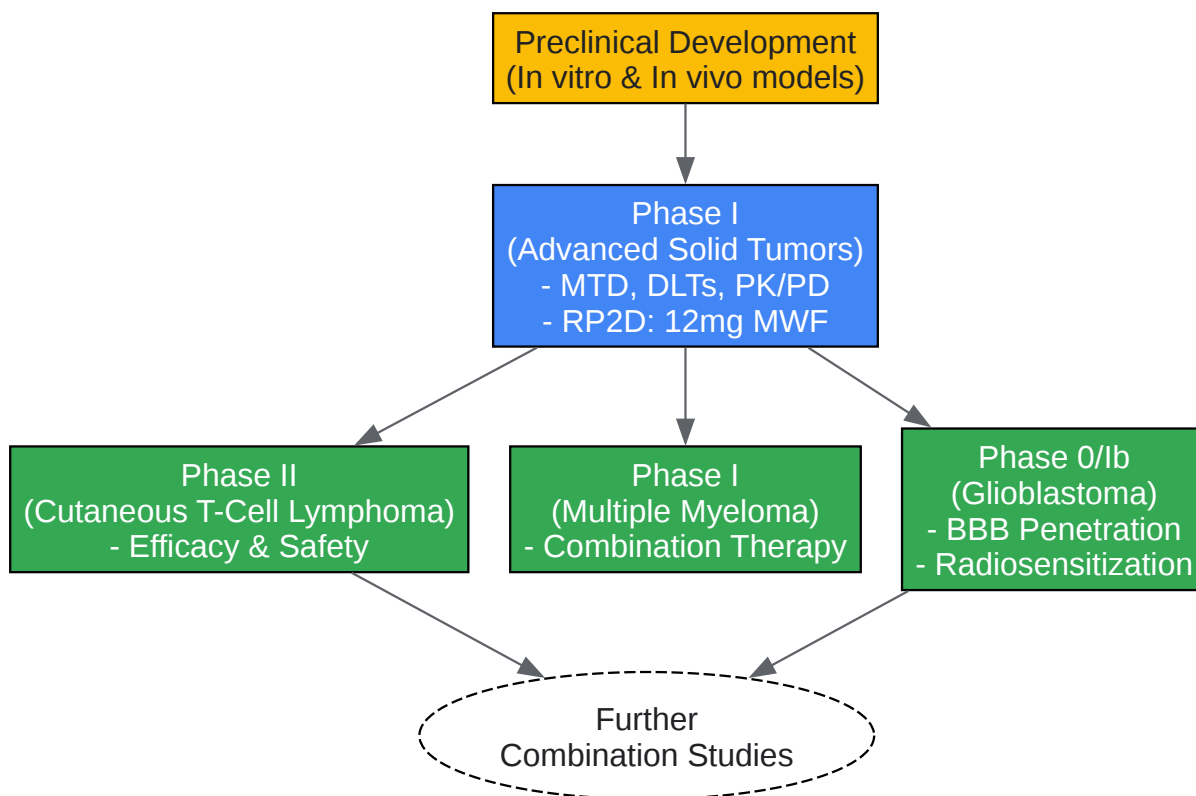 Preclinical Development
(In vitro & In vivo models)
Phase I
(Advanced Solid Tumors)
- MTD, DLTs, PK/PD
- RP2D: 12mg MWF
Phase II
(Cutaneous T-Cell Lymphoma)
- Efficacy & Safety
Phase I
(Multiple Myeloma)
- Combination Therapy
Phase 0/Ib
(Glioblastoma)
- BBB Penetration
- Radiosensitization
Further
Combination Studies